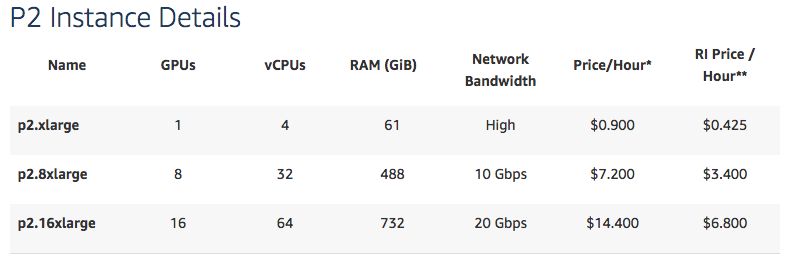 P2 Instance Details
Name GPUs vCPUs RAM (GiB) Network Bandwidth Price/Hour* RI Price / Hour**
p2.xlarge 1 4 61 High $0.900 $0.425
p2.8xlarge 8 32 488 10 Gbps $7.200 $3.400
p2.16xlarge 16 64 732 20 Gbps $14.400 $6.800